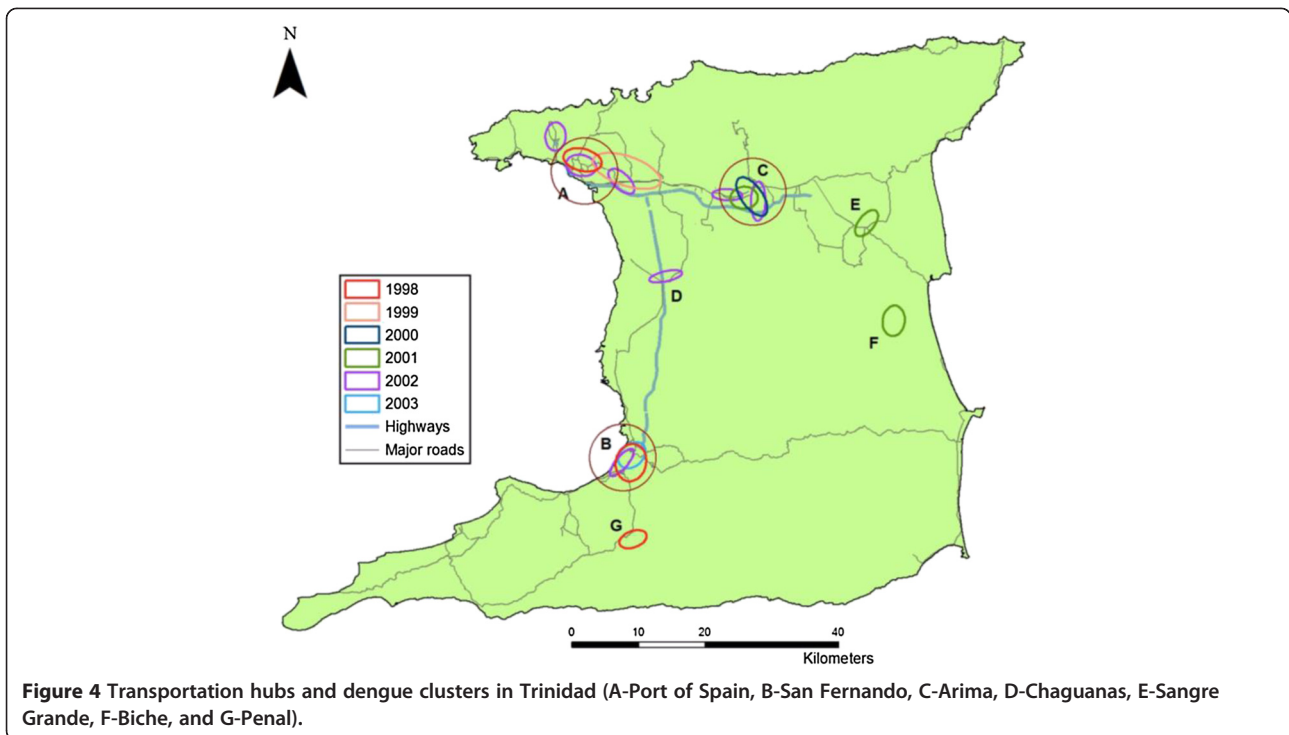 N
A
C
E
1998
1999
2000
2001
2002
2003
Highways
Major roads
D
F
B
G
0 10 20 40
Kilometers
Figure 4 Transportation hubs and dengue clusters in Trinidad (A-Port of Spain, B-San Fernando, C-Arima, D-Chaguanas, E-Sangre
Grande, F-Biche, and G-Penal).